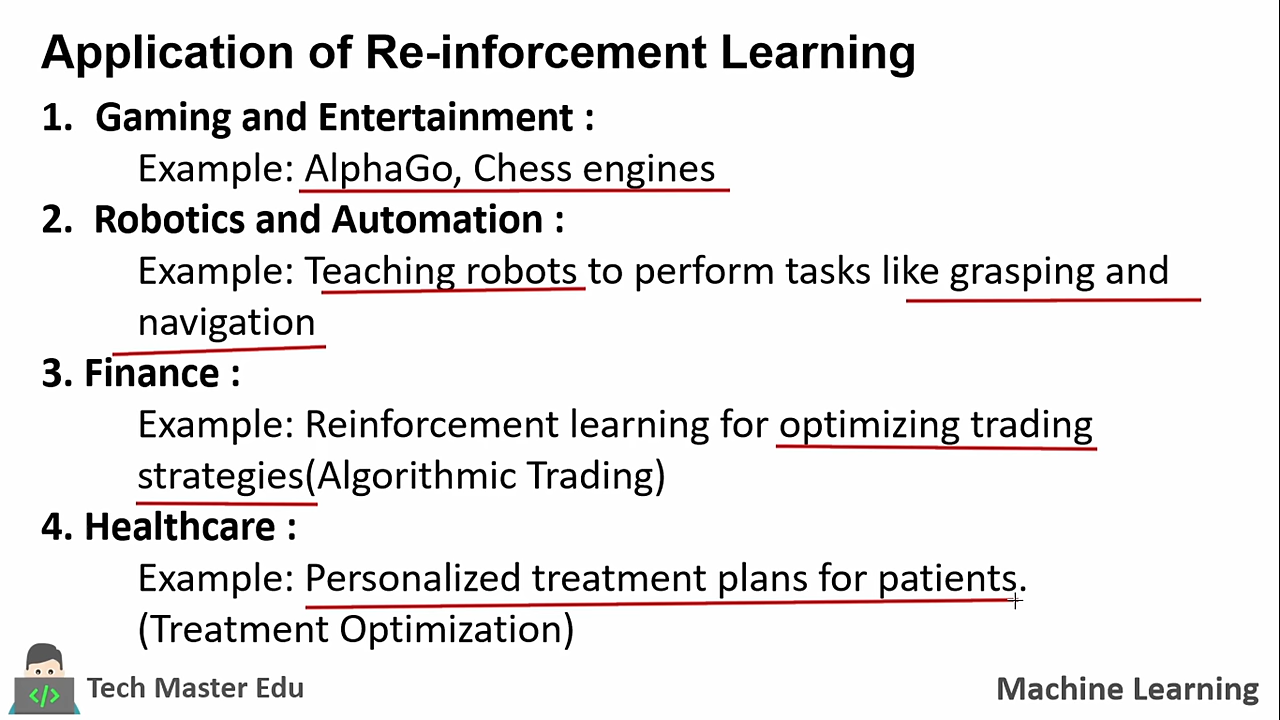 Application of Re-inforcement Learning
1. Gaming and Entertainment :
Example: AlphaGo, Chess engines
2. Robotics and Automation :
Example: Teaching robots to perform tasks like grasping and
navigation
3. Finance :
Example: Reinforcement learning for optimizing trading
strategies(Algorithmic Trading)
4. Healthcare :
Example: Personalized treatment plans for patients.
(Treatment Optimization)
</>
Tech Master Edu
Machine Learning